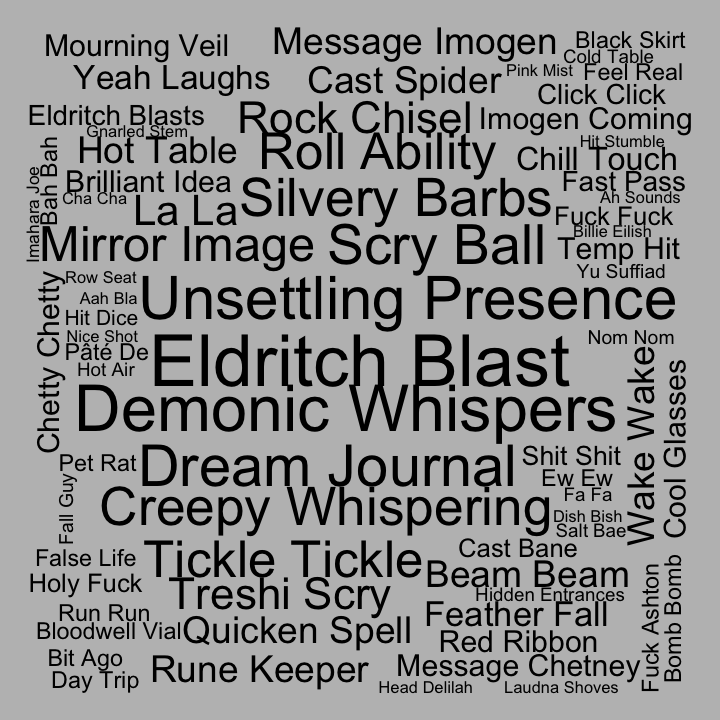 Mourning Veil
Message Imogen
Black Skirt
Cold Table
Yeah Laughs
Cast Spider
Pink Mist
Feel Real
Click Click
Eldritch Blasts
Rock Chisel
Imogen Coming
Gnarled Stem
Hot Table
Roll Ability
Hit Stumble
Chill Touch
Imahara Joe
Bah Bah
Brilliant Idea
Fast Pass
Cha Cha
La La
Silvery Barbs
Ah Sounds
Fuck Fuck
Billie Eilish
Mirror Image
Scry Ball
Temp Hit
Yu Suffiad
Chetty Chetty
Row Seat
Aah Bla
Unsettling Presence
Hit Dice
Nice Shot
Pâté De
Hot Air
Eldritch Blast
Nom Nom
Demonic Whispers
Wake Wake
Cool Glasses
Pet Rat
Dream Journal
Shit Shit
Ew Ew
Fall Guy
Fa Fa
Creepy Whispering
Dish Bish
Salt Bae
False Life
Tickle Tickle
Cast Bane
Holy Fuck
Treshi Scry
Beam Beam
Hidden Entrances
Run Run
Feather Fall
Bloodwell Vial
Quicken Spell
Red Ribbon
Fuck Ashton
Bomb Bomb
Bit Ago
Rune Keeper
Message Chetney
Day Trip
Head Delilah
Laudna Shoves